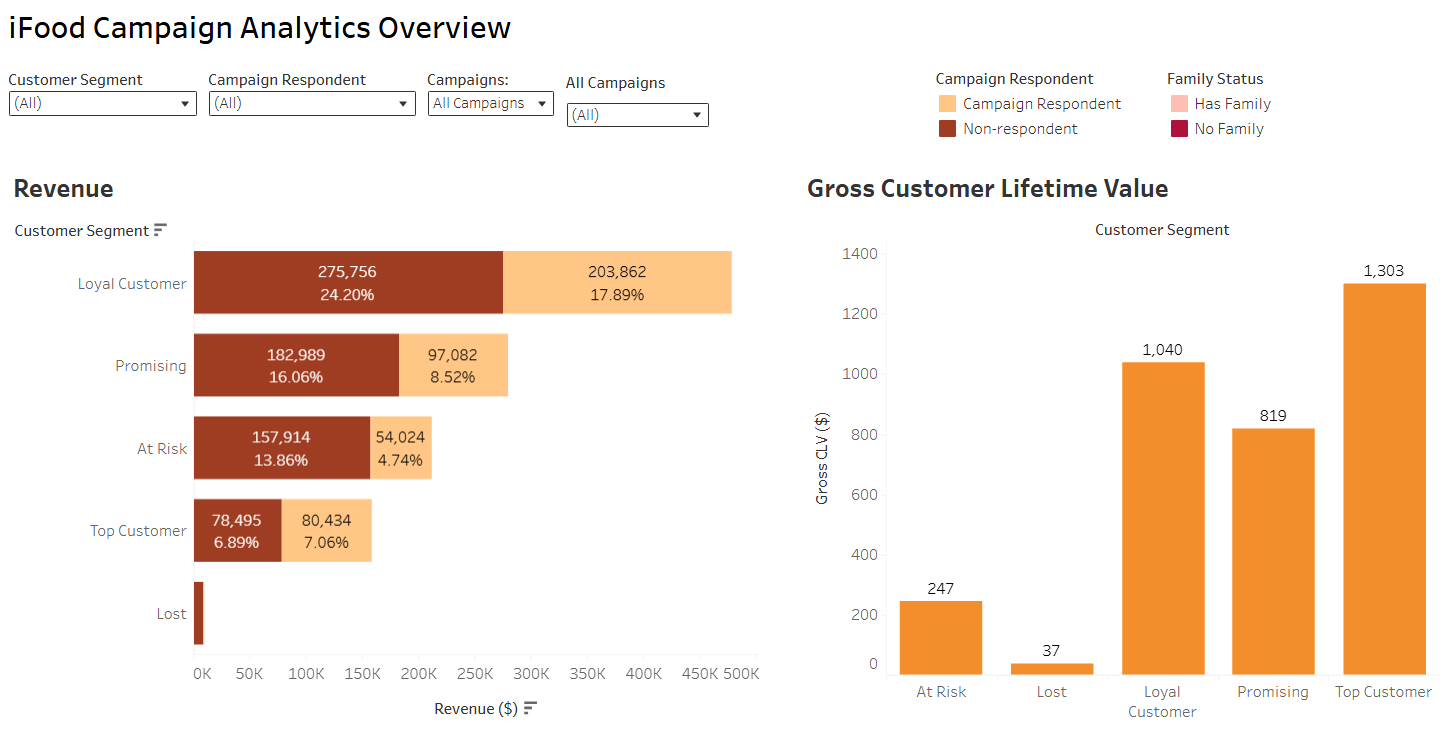 iFood Campaign Analytics Overview
Customer Segment
(All)
Campaign Respondent
(All)
Campaigns:
All Campaigns
All Campaigns
(All)
Campaign Respondent
Campaign Respondent
Non-respondent
Family Status
Has Family
No Family
Revenue
Customer Segment
Loyal Customer
275,756
24.20%
203,862
17.89%
Promising
182,989
16.06%
97,082
8.52%
At Risk
157,914
13.86%
54,024
4.74%
Top Customer
78,495
6.89%
80,434
7.06%
Lost
0K 50K 100K 150K 200K 250K 300K 350K 400K 450K 500K
Revenue ($)
Gross Customer Lifetime Value
Customer Segment
Gross CLV ($)
1400
1200
1000
800
600
400
200
0
247
37
1,040
819
1,303
At Risk
Lost
Loyal
Customer
Promising
Top Customer